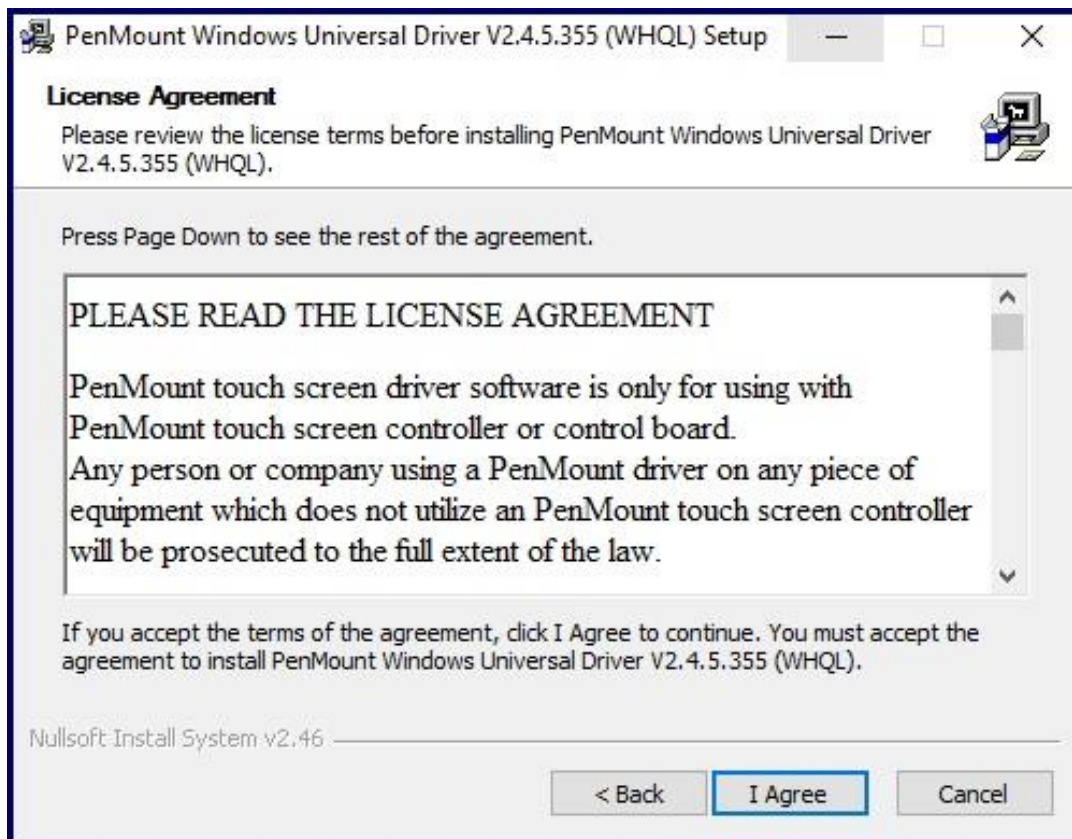 PenMount Windows Universal Driver V2.4.5.355 (WHQL) Setup
License Agreement
Please review the license terms before installing PenMount Windows Universal Driver
V2.4.5.355 (WHQL).
Press Page Down to see the rest of the agreement.
PLEASE READ THE LICENSE AGREEMENT
PenMount touch screen driver software is only for using with
PenMount touch screen controller or control board.
Any person or company using a PenMount driver on any piece of
equipment which does not utilize an PenMount touch screen controller
will be prosecuted to the full extent of the law.
If you accept the terms of the agreement, click I Agree to continue. You must accept the
agreement to install PenMount Windows Universal Driver V2.4.5.355 (WHQL).
Nullsoft Install System v2.46
< Back I Agree Cancel